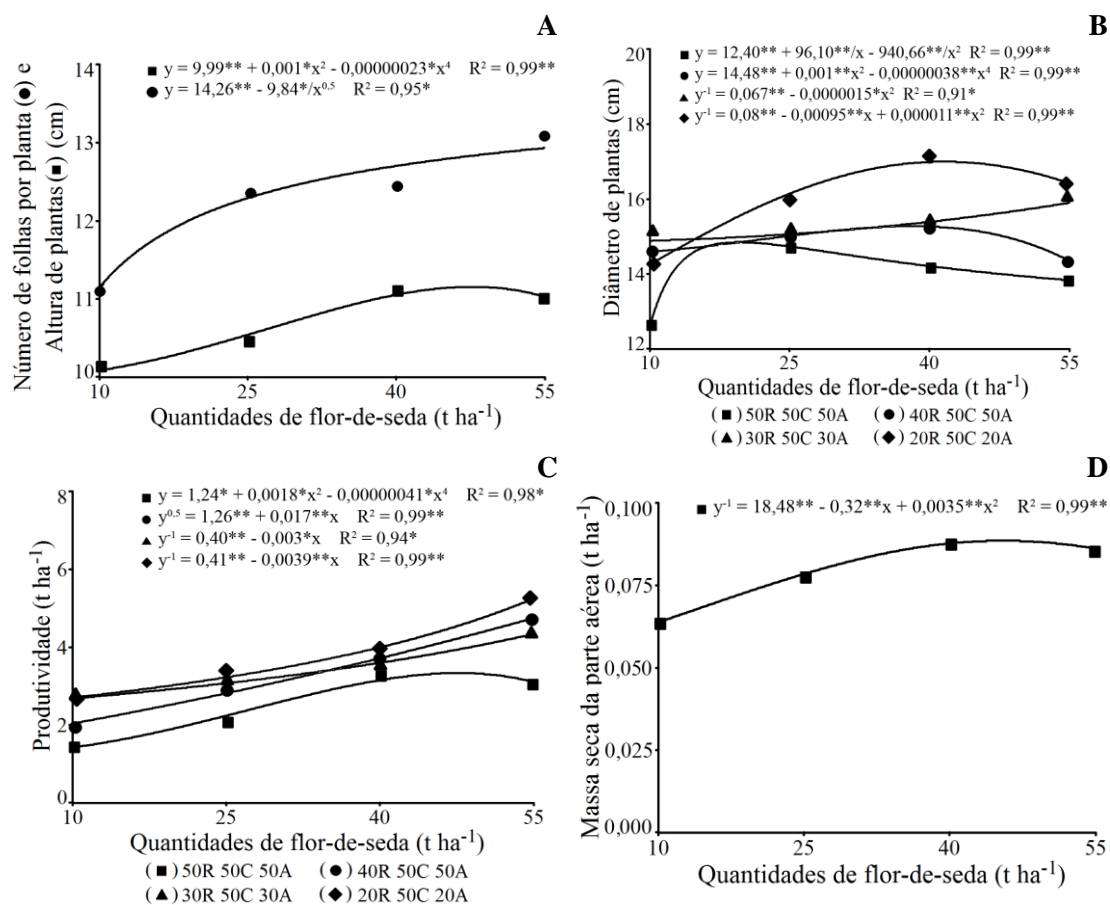 A
■ y = 9,99** + 0,001*x² - 0,00000023*x⁴ R² = 0,99**
● y = 14,26** - 9,84*/x⁰,⁵ R² = 0,95*
Número de folhas por planta (●) e
Altura de plantas (■) (cm)
14
13
12
11
10
10 25 40 55
Quantidades de flor-de-seda (t ha⁻¹)
B
■ y = 12,40** + 96,10**/x - 940,66**/x² R² = 0,99**
● y = 14,48** + 0,001**x² - 0,00000038**x⁴ R² = 0,99**
▲ y⁻¹ = 0,067** - 0,0000015*x² R² = 0,91*
◆ y⁻¹ = 0,08** - 0,00095**x + 0,000011**x² R² = 0,99**
Diâmetro de plantas (cm)
20
18
16
14
12
10 25 40 55
Quantidades de flor-de-seda (t ha⁻¹)
(■) 50R 50C 50A (●) 40R 50C 50A
(▲) 30R 50C 30A (◆) 20R 50C 20A
C
■ y = 1,24* + 0,0018*x² - 0,00000041*x⁴ R² = 0,98*
● y⁰,⁵ = 1,26** + 0,017**x R² = 0,99**
▲ y⁻¹ = 0,40** - 0,003*x R² = 0,94*
◆ y⁻¹ = 0,41** - 0,0039**x R² = 0,99**
Produtividade (t ha⁻¹)
8
6
4
2
0
10 25 40 55
Quantidades de flor-de-seda (t ha⁻¹)
(■) 50R 50C 50A (●) 40R 50C 50A
(▲) 30R 50C 30A (◆) 20R 50C 20A
D
■ y⁻¹ = 18,48** - 0,32**x + 0,0035**x² R² = 0,99**
Massa seca da parte aérea (t ha⁻¹)
0,100
0,075
0,050
0,025
0,000
10 25 40 55
Quantidades de flor-de-seda (t ha⁻¹)